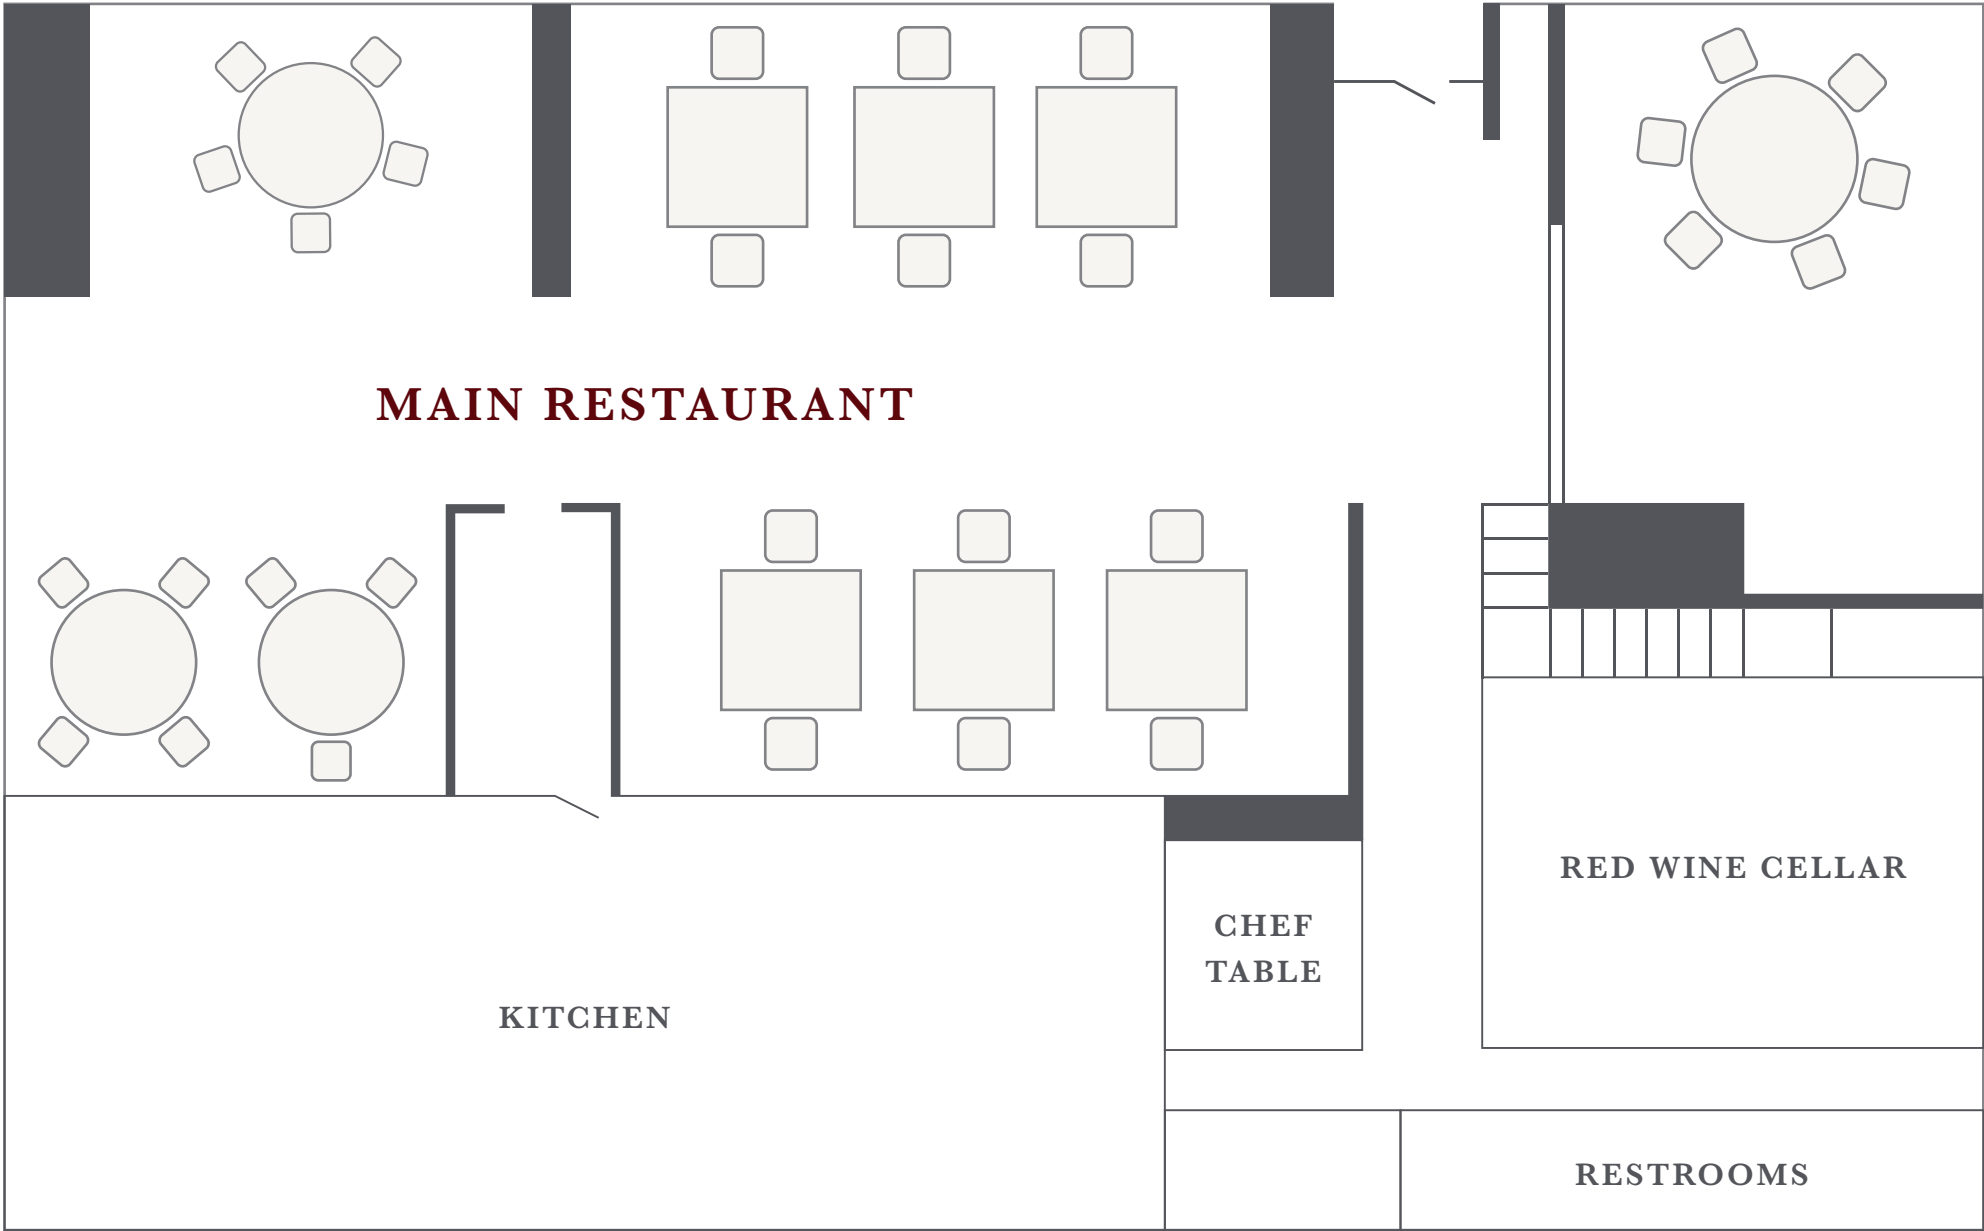 MAIN RESTAURANT
RED WINE CELLAR
CHEF
TABLE
KITCHEN
RESTROOMS